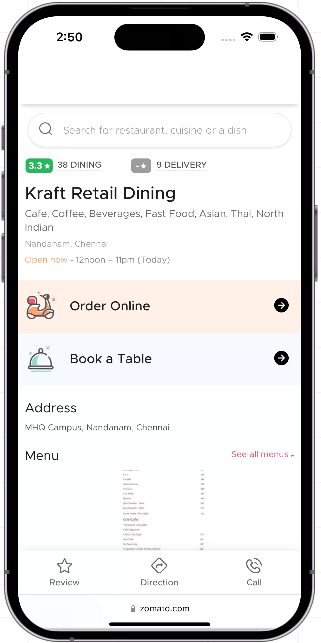 2:50
Search for restaurant, cuisine or a dish
3.3★ 38 DINING -★ 9 DELIVERY
Kraft Retail Dining
Cafe, Coffee, Beverages, Fast Food, Asian, Thai, North
Indian
Nandanam, Chennai
Open now - 12noon – 11pm (Today)
Order Online
Book a Table
Address
MHQ Campus, Nandanam, Chennai
Menu See all menus
Review Direction Call
zomato.com